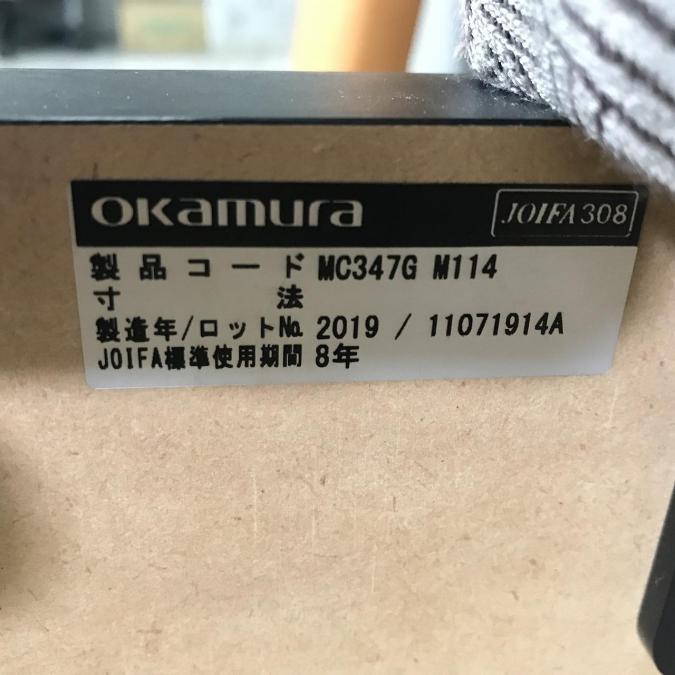 okamura
JOIFA 308
製品コード MC347G M114
寸法
製造年/ロット№ 2019 / 11071914A
JOIFA標準使用期間 8年